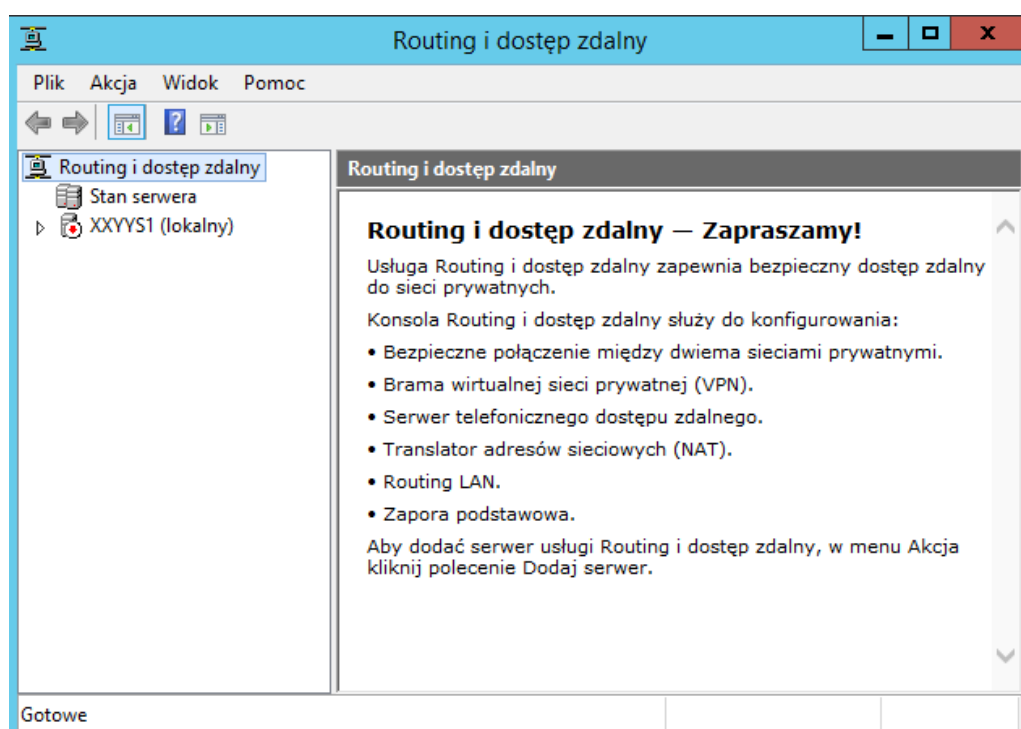 Routing i dostęp zdalny
Plik Akcja Widok Pomoc
Routing i dostęp zdalny
Stan serwera
XXYYS1 (lokalny)
Routing i dostęp zdalny
Routing i dostęp zdalny — Zapraszamy!
Usługa Routing i dostęp zdalny zapewnia bezpieczny dostęp zdalny
do sieci prywatnych.
Konsola Routing i dostęp zdalny służy do konfigurowania:
• Bezpieczne połączenie między dwiema sieciami prywatnymi.
• Brama wirtualnej sieci prywatnej (VPN).
• Serwer telefonicznego dostępu zdalnego.
• Translator adresów sieciowych (NAT).
• Routing LAN.
• Zapora podstawowa.
Aby dodać serwer usługi Routing i dostęp zdalny, w menu Akcja
kliknij polecenie Dodaj serwer.
Gotowe